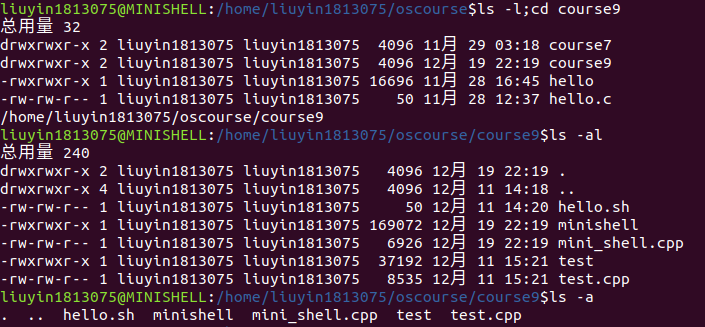 liuyin1813075@MINISHELL:/home/liuyin1813075/oscourse$ls -l;cd course9
总用量 32
drwxrwxr-x 2 liuyin1813075 liuyin1813075  4096 11月 29 03:18 course7
drwxrwxr-x 2 liuyin1813075 liuyin1813075  4096 12月 19 22:19 course9
-rwxrwxr-x 1 liuyin1813075 liuyin1813075 16696 11月 28 16:45 hello
-rw-rw-r-- 1 liuyin1813075 liuyin1813075    50 11月 28 12:37 hello.c
/home/liuyin1813075/oscourse/course9
liuyin1813075@MINISHELL:/home/liuyin1813075/oscourse/course9$ls -al
总用量 240
drwxrwxr-x 2 liuyin1813075 liuyin1813075   4096 12月 19 22:19 .
drwxrwxr-x 4 liuyin1813075 liuyin1813075   4096 12月 11 14:18 ..
-rw-rw-r-- 1 liuyin1813075 liuyin1813075     50 12月 11 14:20 hello.sh
-rwxrwxr-x 1 liuyin1813075 liuyin1813075 169072 12月 19 22:19 minishell
-rw-rw-r-- 1 liuyin1813075 liuyin1813075   6926 12月 19 22:19 mini_shell.cpp
-rwxrwxr-x 1 liuyin1813075 liuyin1813075  37192 12月 11 15:21 test
-rw-rw-r-- 1 liuyin1813075 liuyin1813075   8535 12月 11 15:21 test.cpp
liuyin1813075@MINISHELL:/home/liuyin1813075/oscourse/course9$ls -a
.  ..  hello.sh  minishell  mini_shell.cpp  test  test.cpp